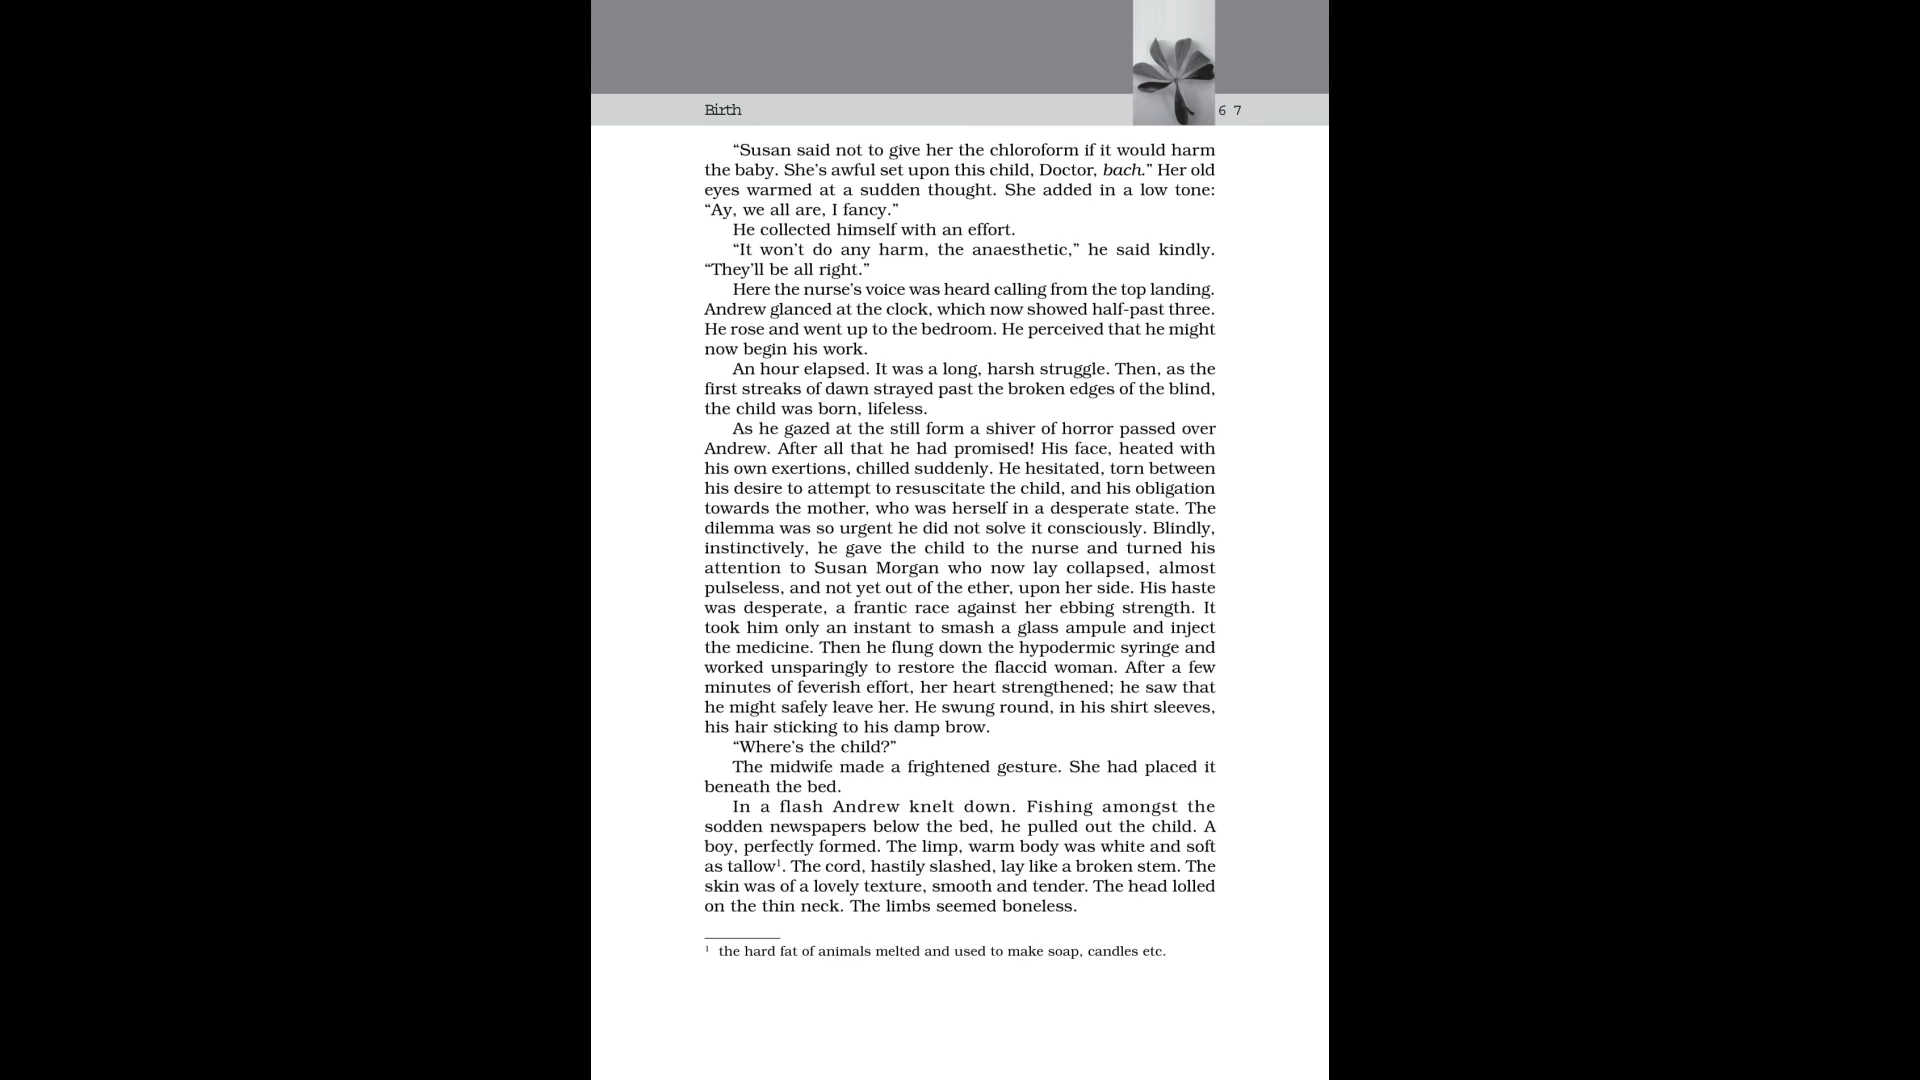 Birth
6 7
“Susan said not to give her the chloroform if it would harm
the baby. She’s awful set upon this child, Doctor, bach.” Her old
eyes warmed at a sudden thought. She added in a low tone:
“Ay, we all are, I fancy.”
He collected himself with an effort.
“It won’t do any harm, the anaesthetic,” he said kindly.
“They’ll be all right.”
Here the nurse’s voice was heard calling from the top landing.
Andrew glanced at the clock, which now showed half-past three.
He rose and went up to the bedroom. He perceived that he might
now begin his work.
An hour elapsed. It was a long, harsh struggle. Then, as the
first streaks of dawn strayed past the broken edges of the blind,
the child was born, lifeless.
As he gazed at the still form a shiver of horror passed over
Andrew. After all that he had promised! His face, heated with
his own exertions, chilled suddenly. He hesitated, torn between
his desire to attempt to resuscitate the child, and his obligation
towards the mother, who was herself in a desperate state. The
dilemma was so urgent he did not solve it consciously. Blindly,
instinctively, he gave the child to the nurse and turned his
attention to Susan Morgan who now lay collapsed, almost
pulseless, and not yet out of the ether, upon her side. His haste
was desperate, a frantic race against her ebbing strength. It
took him only an instant to smash a glass ampule and inject
the medicine. Then he flung down the hypodermic syringe and
worked unsparingly to restore the flaccid woman. After a few
minutes of feverish effort, her heart strengthened; he saw that
he might safely leave her. He swung round, in his shirt sleeves,
his hair sticking to his damp brow.
“Where’s the child?”
The midwife made a frightened gesture. She had placed it
beneath the bed.
In a flash Andrew knelt down. Fishing amongst the
sodden newspapers below the bed, he pulled out the child. A
boy, perfectly formed. The limp, warm body was white and soft
as tallow¹. The cord, hastily slashed, lay like a broken stem. The
skin was of a lovely texture, smooth and tender. The head lolled
on the thin neck. The limbs seemed boneless.
¹ the hard fat of animals melted and used to make soap, candles etc.